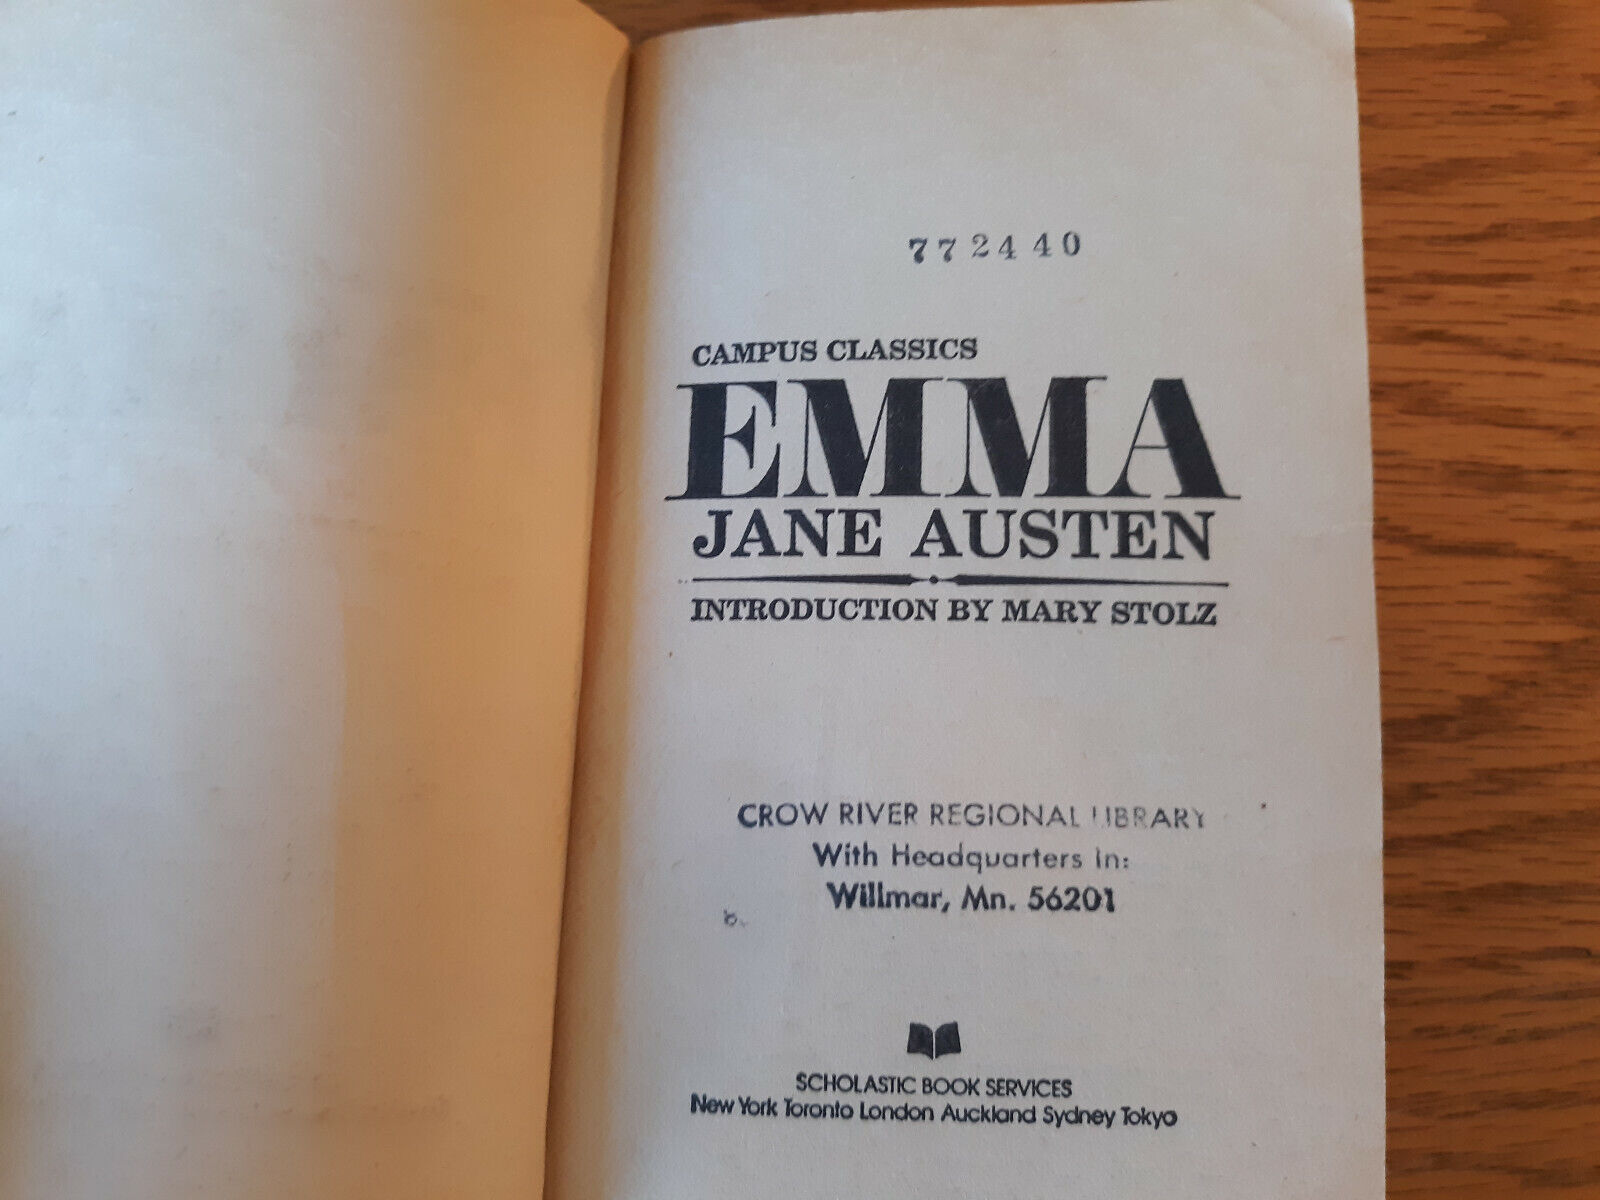 772440
CAMPUS CLASSICS
EMMA
JANE AUSTEN
INTRODUCTION BY MARY STOLZ
CROW RIVER REGIONAL LIBRARY
With Headquarters in:
Willmar, Mn. 56201
SCHOLASTIC BOOK SERVICES
New York Toronto London Auckland Sydney Tokyo